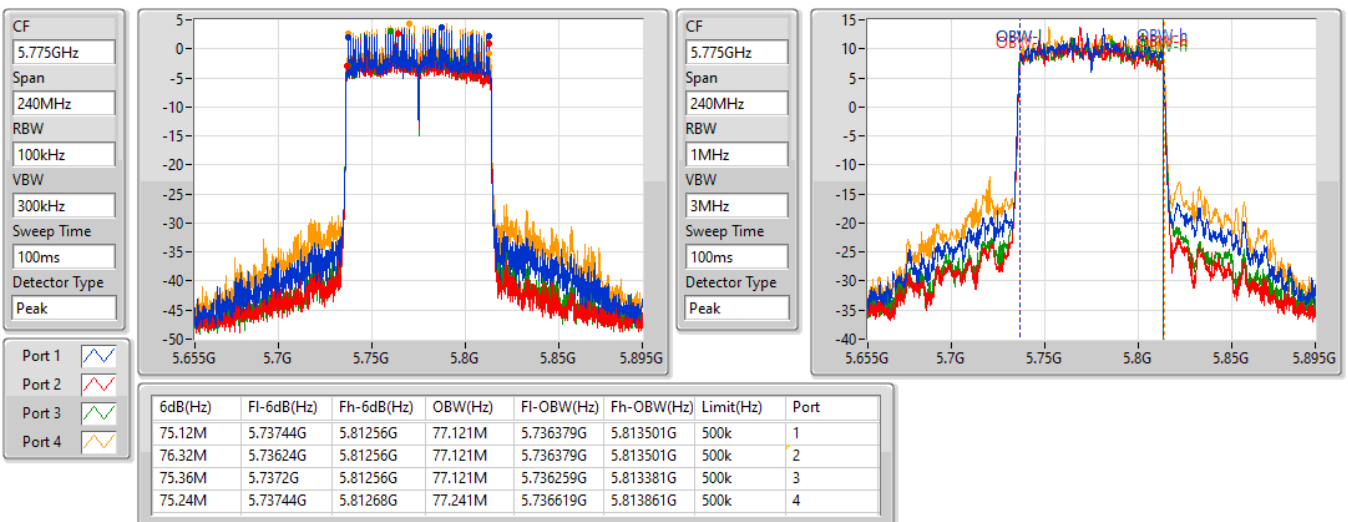 CF
5.775GHz
Span
240MHz
RBW
100kHz
VBW
300kHz
Sweep Time
100ms
Detector Type
Peak
5
0
-5
-10
-15
-20
-25
-30
-35
-40
-45
-50
5.655G 5.7G 5.75G 5.8G 5.85G 5.895G
CF
5.775GHz
Span
240MHz
RBW
1MHz
VBW
3MHz
Sweep Time
100ms
Detector Type
Peak
15
10
5
0
-5
-10
-15
-20
-25
-30
-35
-40
OBW-l OBW-h
5.655G 5.7G 5.75G 5.8G 5.85G 5.895G
Port 1
Port 2
Port 3
Port 4
6dB(Hz) Fl-6dB(Hz) Fh-6dB(Hz) OBW(Hz) Fl-OBW(Hz) Fh-OBW(Hz) Limit(Hz) Port
75.12M 5.73744G 5.81256G 77.121M 5.736379G 5.813501G 500k 1
76.32M 5.73624G 5.81256G 77.121M 5.736379G 5.813501G 500k 2
75.36M 5.7372G 5.81256G 77.121M 5.736259G 5.813381G 500k 3
75.24M 5.73744G 5.81268G 77.241M 5.736619G 5.813861G 500k 4